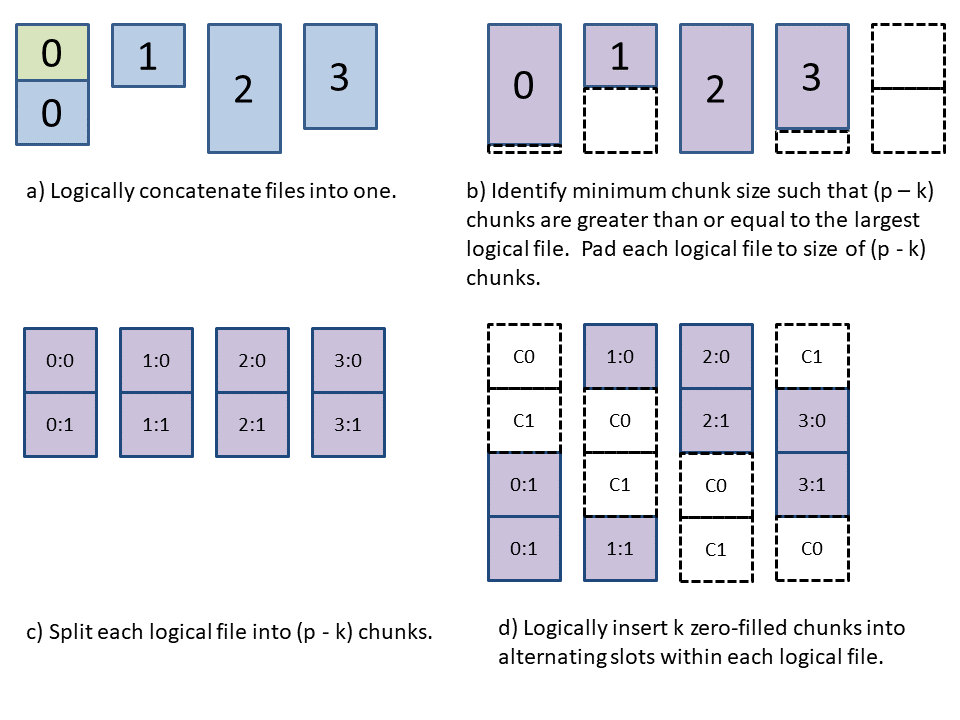 0
0
1
2
3
a) Logically concatenate files into one.
0
1
2
3
b) Identify minimum chunk size such that (p – k)
chunks are greater than or equal to the largest
logical file.  Pad each logical file to size of (p - k)
chunks.
0:0 1:0 2:0 3:0
0:1 1:1 2:1 3:1
c) Split each logical file into (p - k) chunks.
C0 1:0 2:0 C1
C1 C0 2:1 3:0
0:1 C1 C0 3:1
0:1 1:1 C1 C0
d) Logically insert k zero-filled chunks into
alternating slots within each logical file.